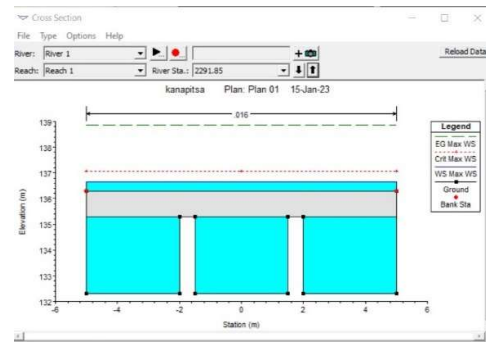 Cross Section
File Type Options Help
River: River 1
Reload Data
Reach: Reach 1 River Sta.: 2291.85
kanapitsa Plan: Plan 01 15-Jan-23
.016
139
138
137
136
135
134
133
132
Elevation (m)
-6 -4 -2 0 2 4 6
Station (m)
Legend
EG Max WS
Crit Max WS
WS Max WS
Ground
Bank Sta